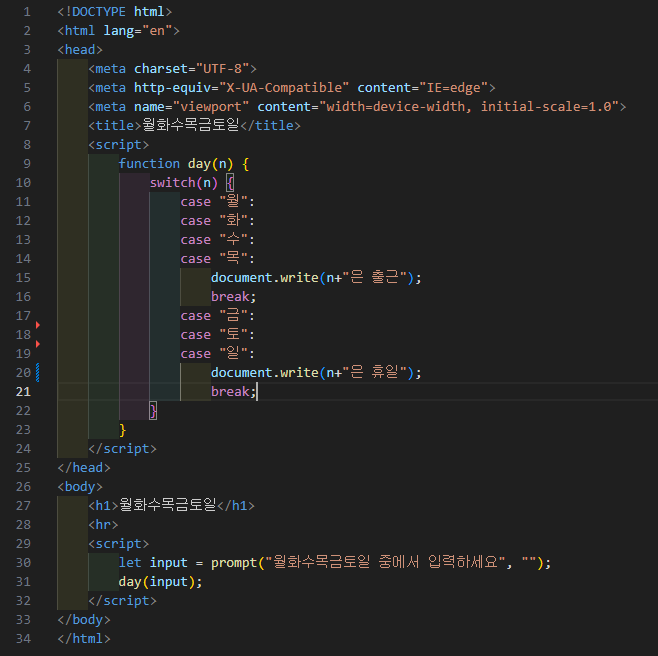 1 <!DOCTYPE html>
2 <html lang="en">
3 <head>
4     <meta charset="UTF-8">
5     <meta http-equiv="X-UA-Compatible" content="IE=edge">
6     <meta name="viewport" content="width=device-width, initial-scale=1.0">
7     <title>월화수목금토일</title>
8     <script>
9         function day(n) {
10             switch(n) {
11                 case "월":
12                 case "화":
13                 case "수":
14                 case "목":
15                     document.write(n+"은 출근");
16                     break;
17                 case "금":
18                 case "토":
19                 case "일":
20                     document.write(n+"은 휴일");
21                     break;
22             }
23         }
24     </script>
25 </head>
26 <body>
27     <h1>월화수목금토일</h1>
28     <hr>
29     <script>
30         let input = prompt("월화수목금토일 중에서 입력하세요", "");
31         day(input);
32     </script>
33 </body>
34 </html>